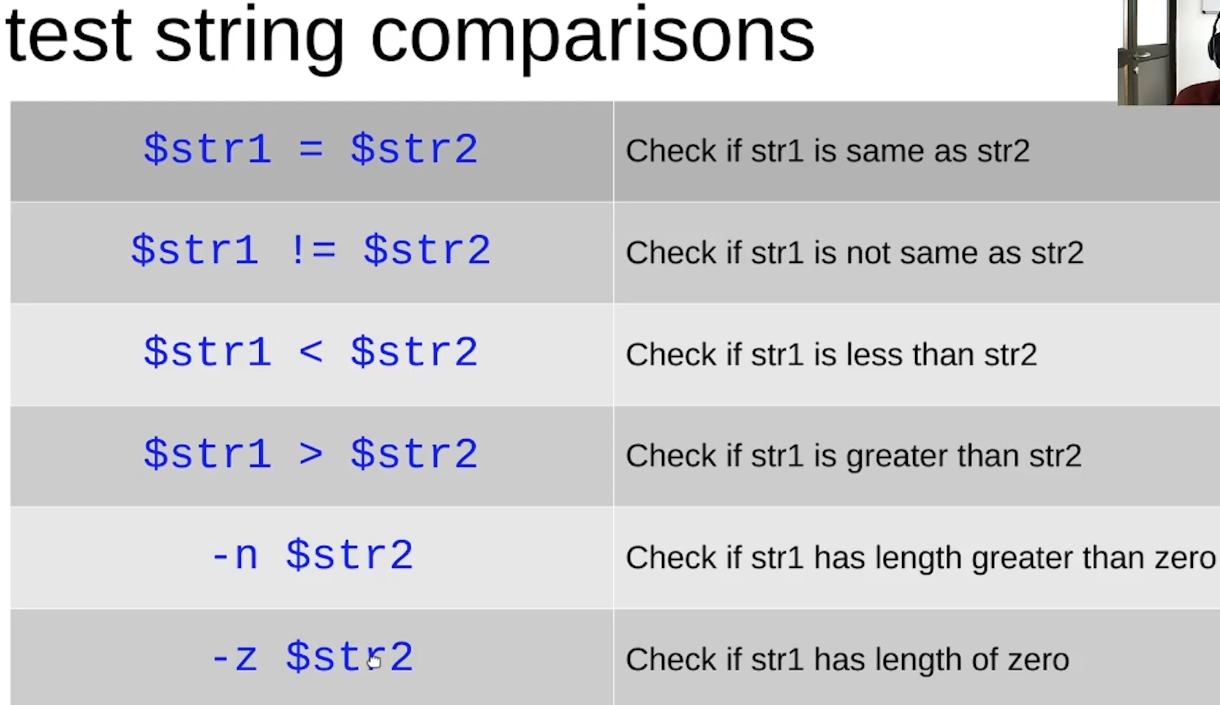 test string comparisons
$str1 = $str2 Check if str1 is same as str2
$str1 != $str2 Check if str1 is not same as str2
$str1 < $str2 Check if str1 is less than str2
$str1 > $str2 Check if str1 is greater than str2
-n $str2 Check if str1 has length greater than zero
-z $str2 Check if str1 has length of zero